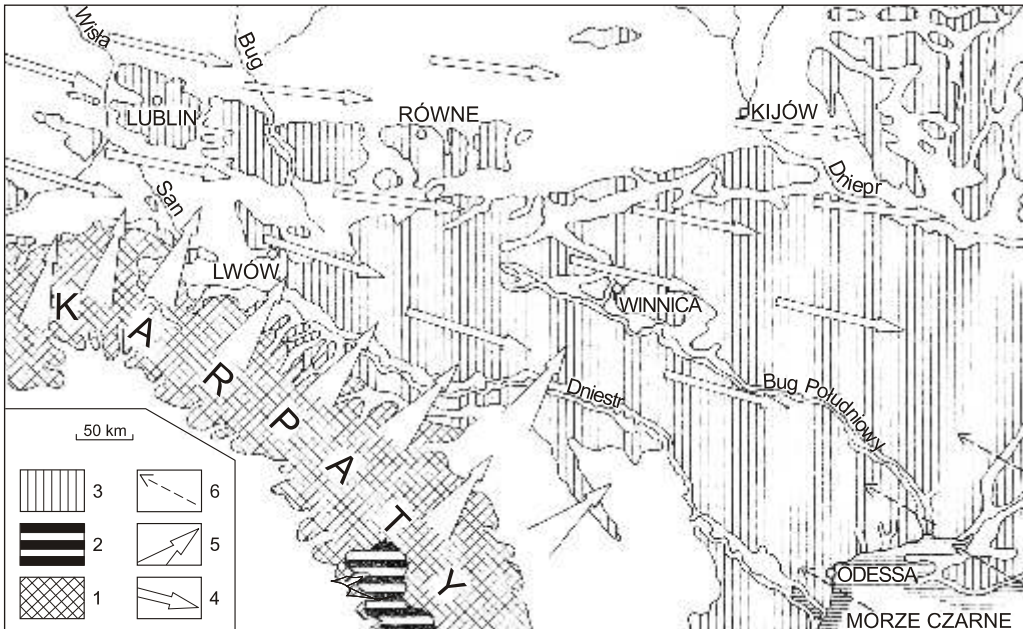 Wisła
Bug
LUBLIN
RÓWNE
KIJÓW
San
Dniepr
LWÓW
WINNICA
KARPATY
Dniestr
Bug Południowy
50 km
3
6
2
5
1
4
ODESSA
MORZE CZARNE